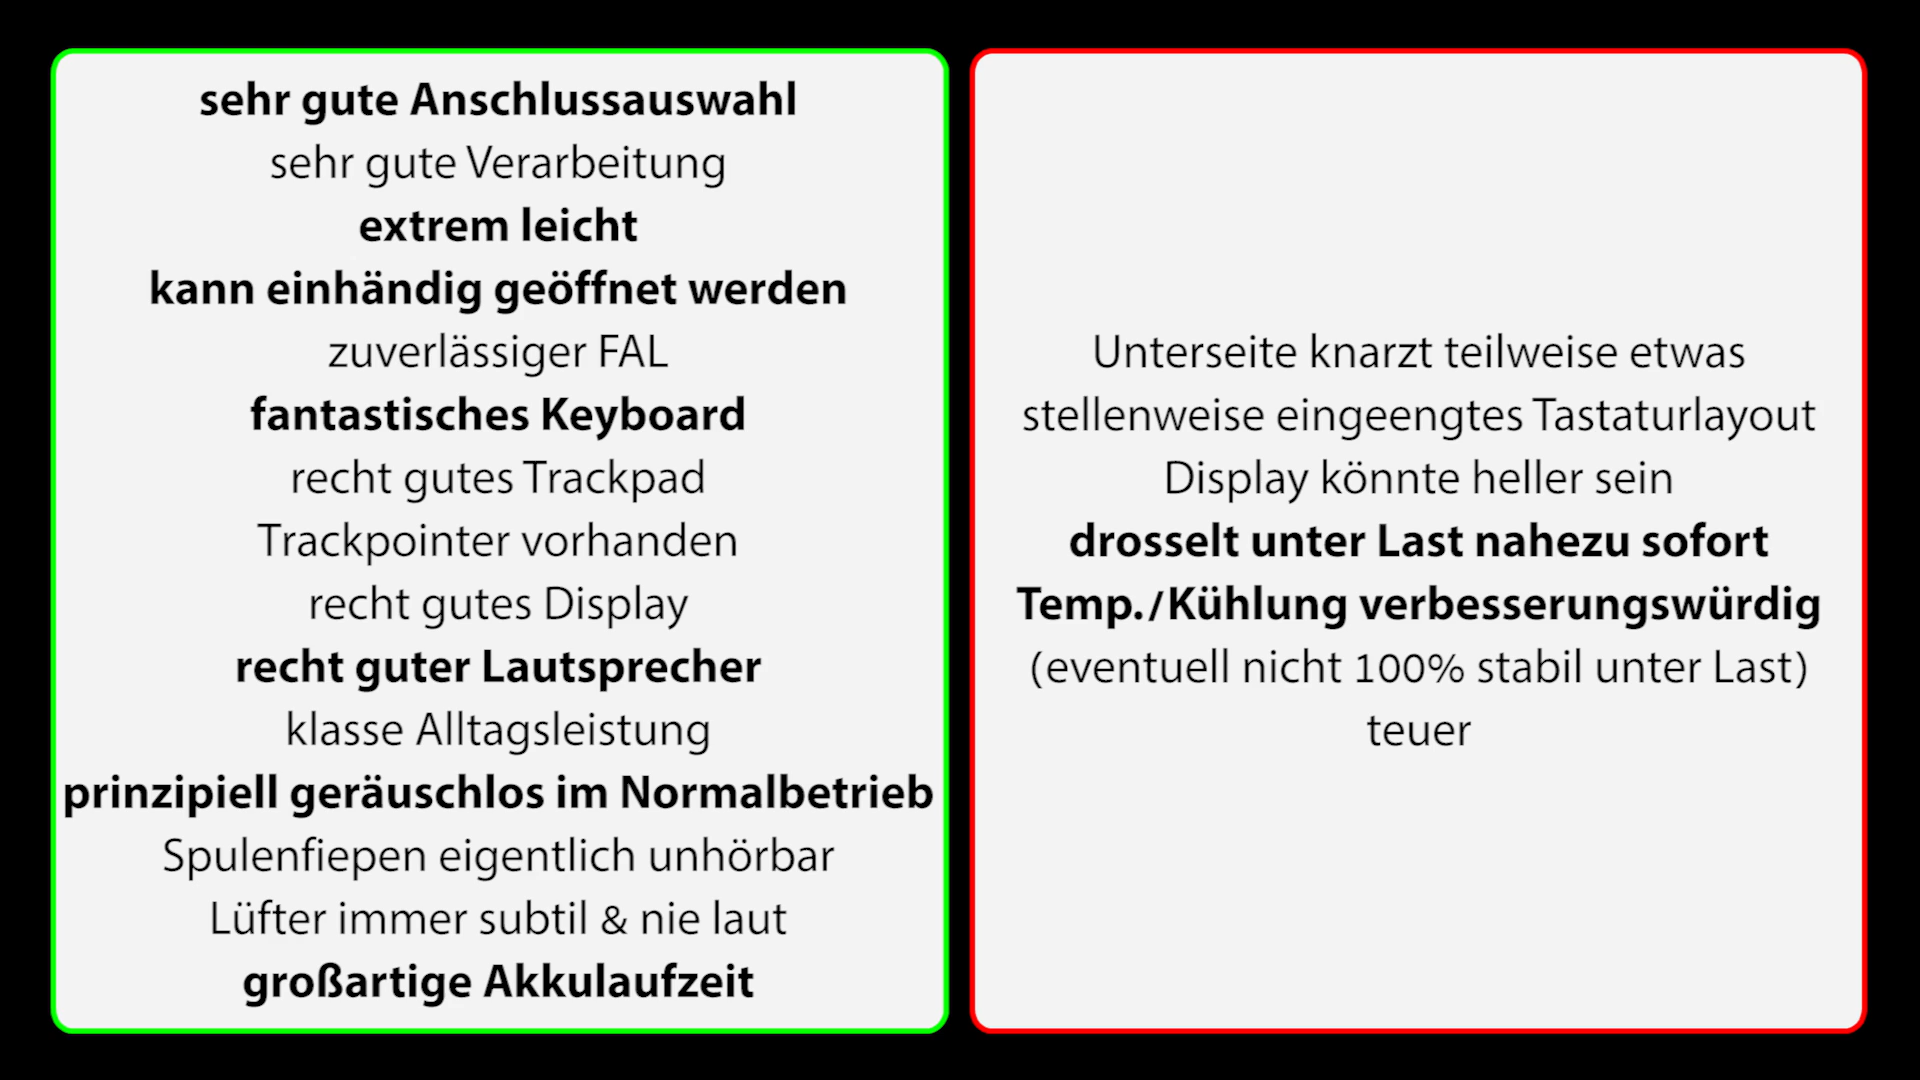 sehr gute Anschlussauswahl
sehr gute Verarbeitung
extrem leicht
kann einhändig geöffnet werden
zuverlässiger FAL
fantastisches Keyboard
recht gutes Trackpad
Trackpointer vorhanden
recht gutes Display
recht guter Lautsprecher
klasse Alltagsleistung
prinzipiell geräuschlos im Normalbetrieb
Spulenfiepen eigentlich unhörbar
Lüfter immer subtil & nie laut
großartige Akkulaufzeit
Unterseite knarzt teilweise etwas
stellenweise eingeengtes Tastaturlayout
Display könnte heller sein
drosselt unter Last nahezu sofort
Temp./Kühlung verbesserungswürdig
(eventuell nicht 100% stabil unter Last)
teuer